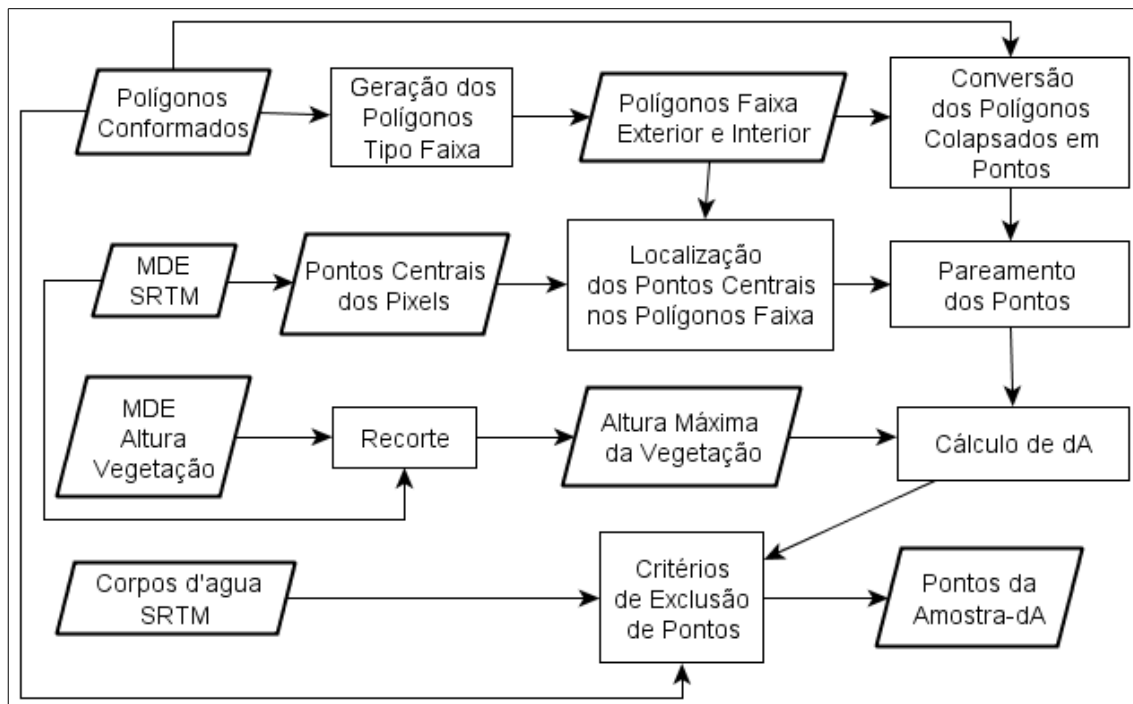 Polígonos
Conformados
Geração dos
Polígonos
Tipo Faixa
Polígonos Faixa
Exterior e Interior
Conversão
dos Polígonos
Colapsados em
Pontos
MDE
SRTM
Pontos Centrais
dos Pixels
Localização
dos Pontos Centrais
nos Polígonos Faixa
Pareamento
dos Pontos
MDE
Altura
Vegetação
Recorte
Altura Máxima
da Vegetação
Cálculo de dA
Corpos d'agua
SRTM
Critérios
de Exclusão
de Pontos
Pontos da
Amostra-dA